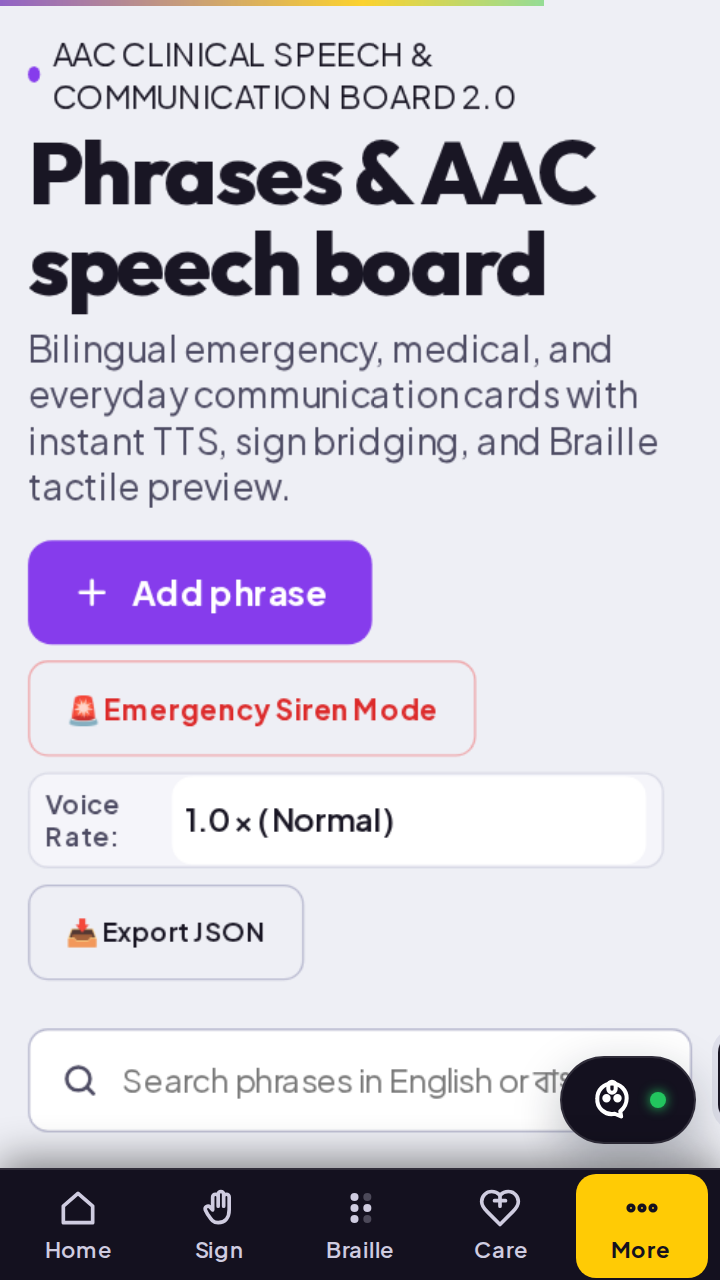 AAC CLINICAL SPEECH &
COMMUNICATION BOARD 2.0
Phrases & AAC
speech board
Bilingual emergency, medical, and
everyday communication cards with
instant TTS, sign bridging, and Braille
tactile preview.
+ Add phrase
🚨 Emergency Siren Mode
Voice
Rate:
1.0× (Normal)
📥 Export JSON
Search phrases in English or
Home
Sign
Braille
Care
More